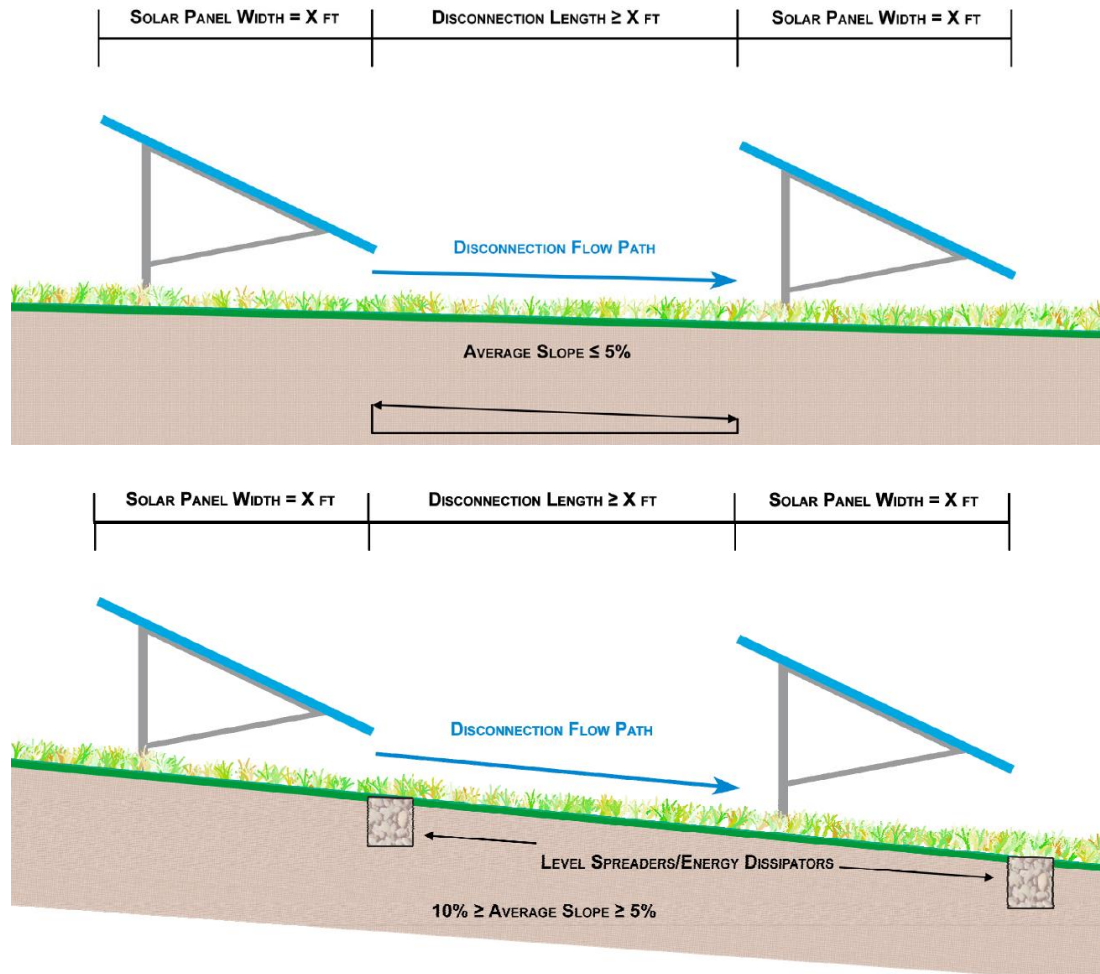 Solar Panel Width = X ft
Disconnection Length ≥ X ft
Solar Panel Width = X ft
Disconnection Flow Path
Average Slope ≤ 5%
Solar Panel Width = X ft
Disconnection Length ≥ X ft
Solar Panel Width = X ft
Disconnection Flow Path
Level Spreaders/Energy Dissipators
10% ≥ Average Slope ≥ 5%